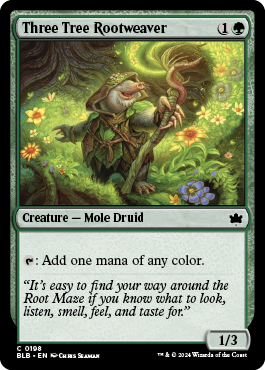 Three Tree Rootweaver 1
Creature — Mole Druid
: Add one mana of any color.
“It’s easy to find your way around the
Root Maze if you know what to look,
listen, smell, feel, and taste for.”
1/3
C 0198
BLB • EN Chris Seaman
™ & © 2024 Wizards of the Coast